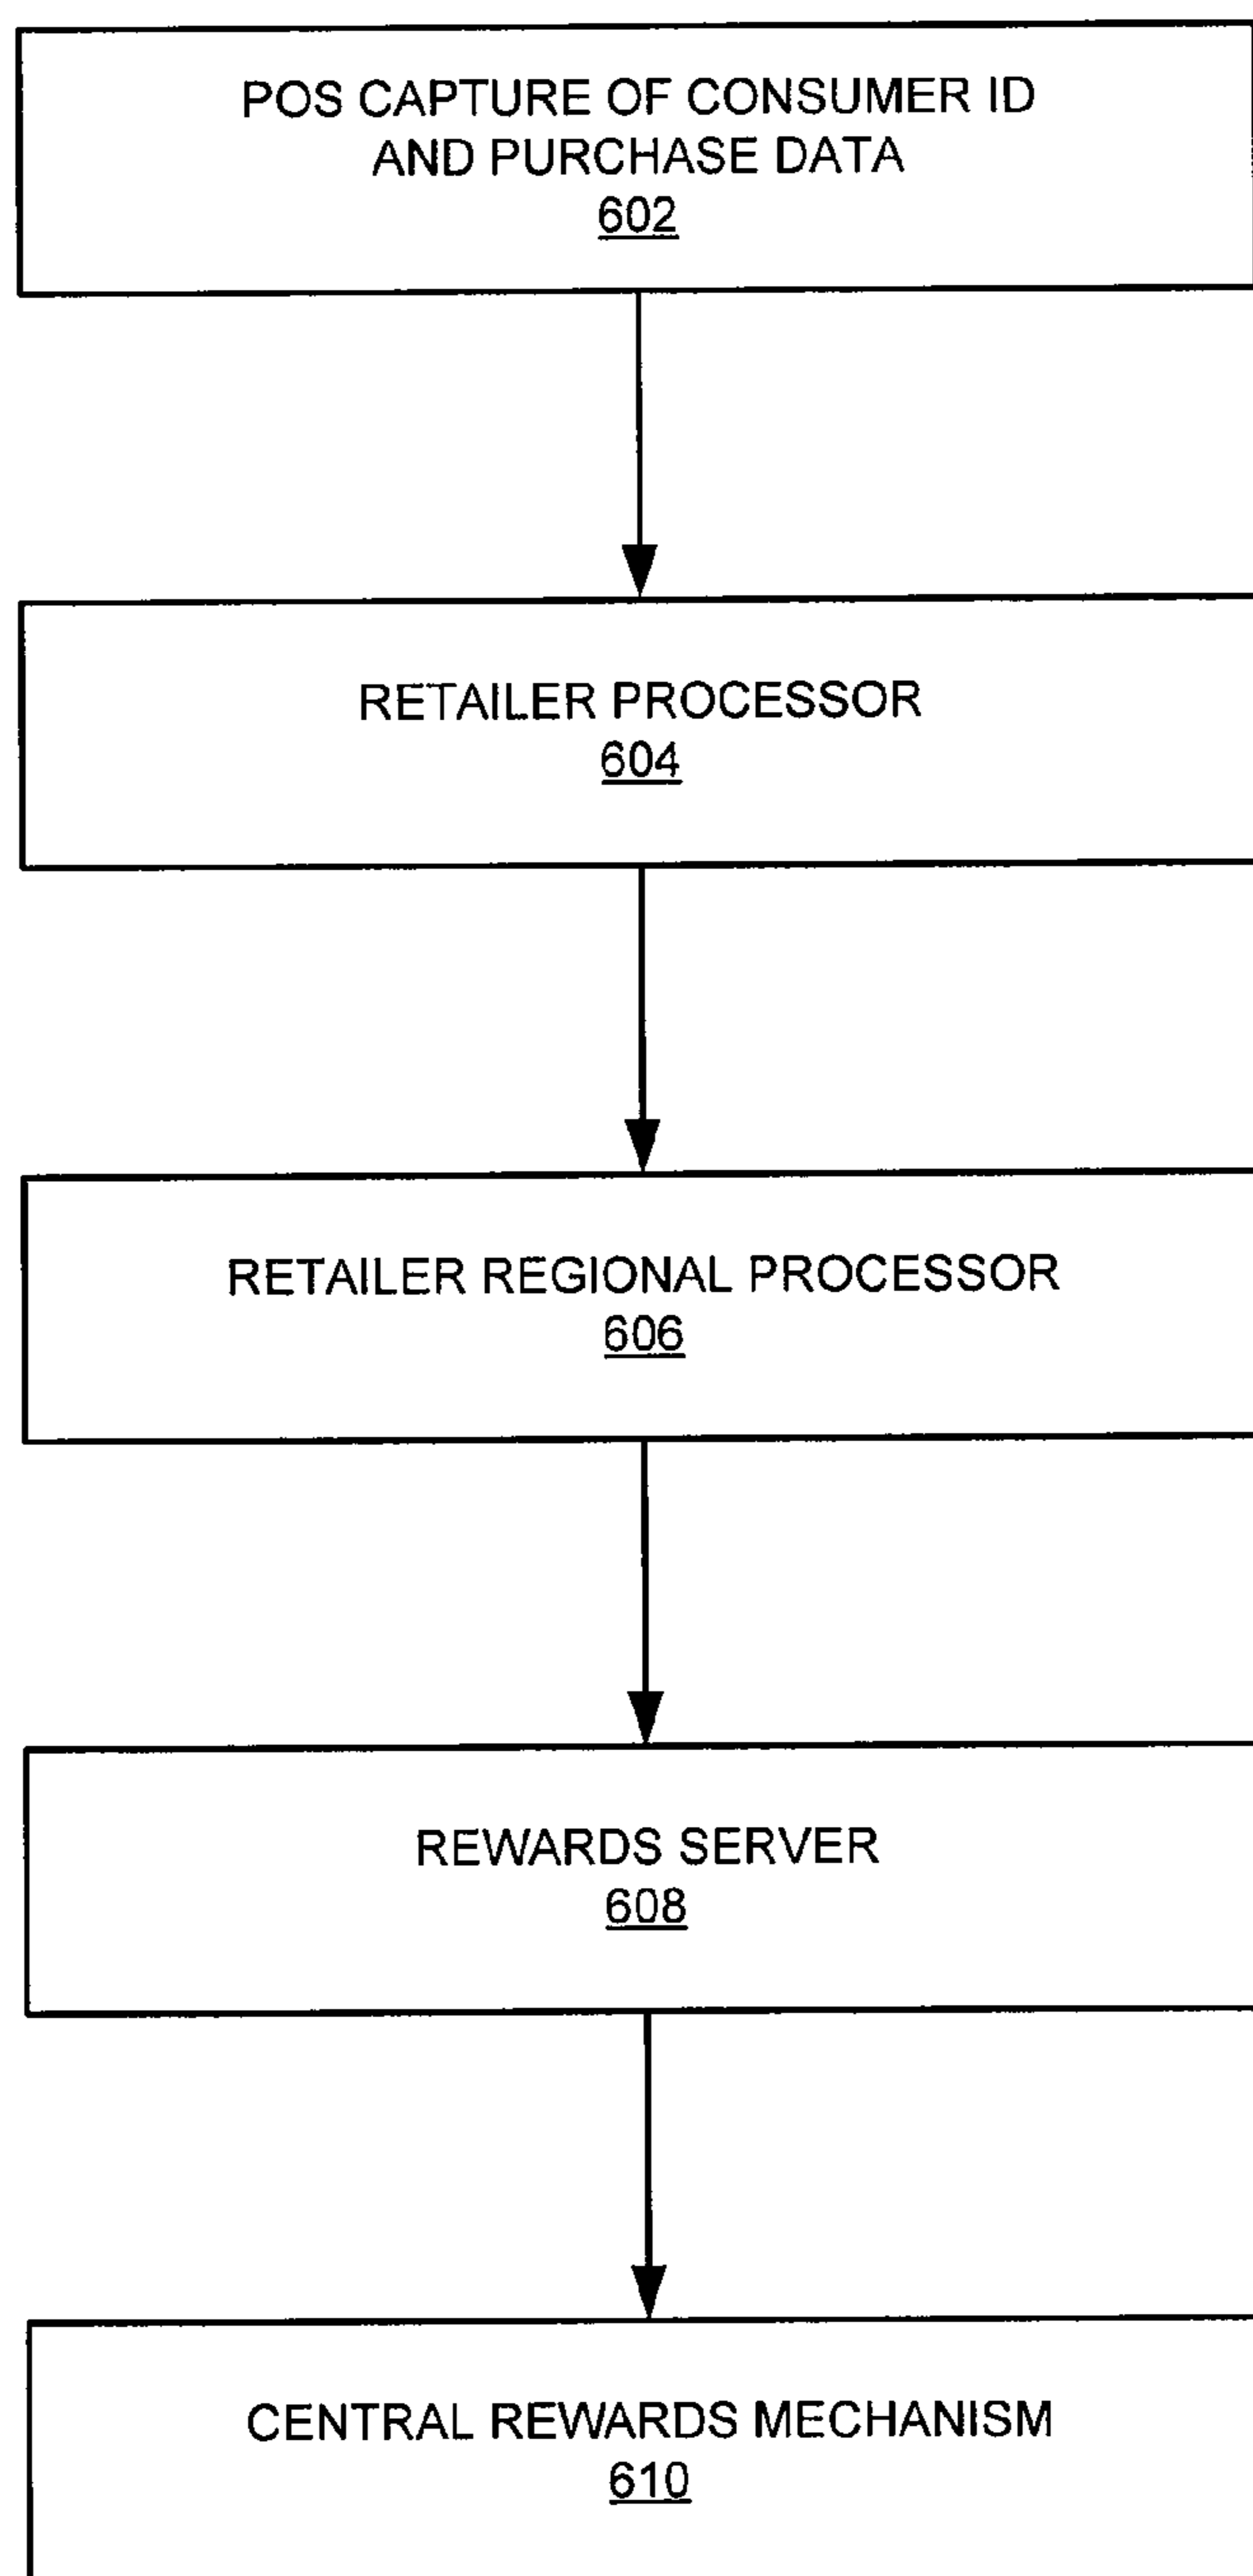 POS CAPTURE OF CONSUMER ID
AND PURCHASE DATA
602
RETAILER PROCESSOR
604
RETAILER REGIONAL PROCESSOR
606
REWARDS SERVER
608
CENTRAL REWARDS MECHANISM
610